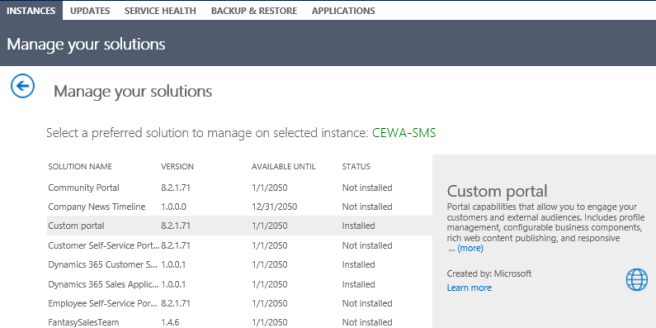 INSTANCES UPDATES SERVICE HEALTH BACKUP & RESTORE APPLICATIONS
Manage your solutions
Manage your solutions
Select a preferred solution to manage on selected instance: CEWA-SMS
SOLUTION NAME VERSION AVAILABLE UNTIL STATUS
Community Portal 8.2.1.71 1/1/2050 Not installed
Company News Timeline 1.0.0.0 12/31/2050 Not installed
Custom portal 8.2.1.71 1/1/2050 Installed
Customer Self-Service Port... 8.2.1.71 1/1/2050 Not installed
Dynamics 365 Customer S... 1.0.0.1 1/1/2050 Installed
Dynamics 365 Sales Applic... 1.0.0.1 1/1/2050 Installed
Employee Self-Service Por... 8.2.1.71 1/1/2050 Not installed
FantasySalesTeam 1.4.6 1/1/2050 Not installed
Custom portal
Portal capabilities that allow you to engage your
customers and external audiences. Includes profile
management, configurable business components,
rich web content publishing, and responsive
... (more)
Created by: Microsoft
Learn more